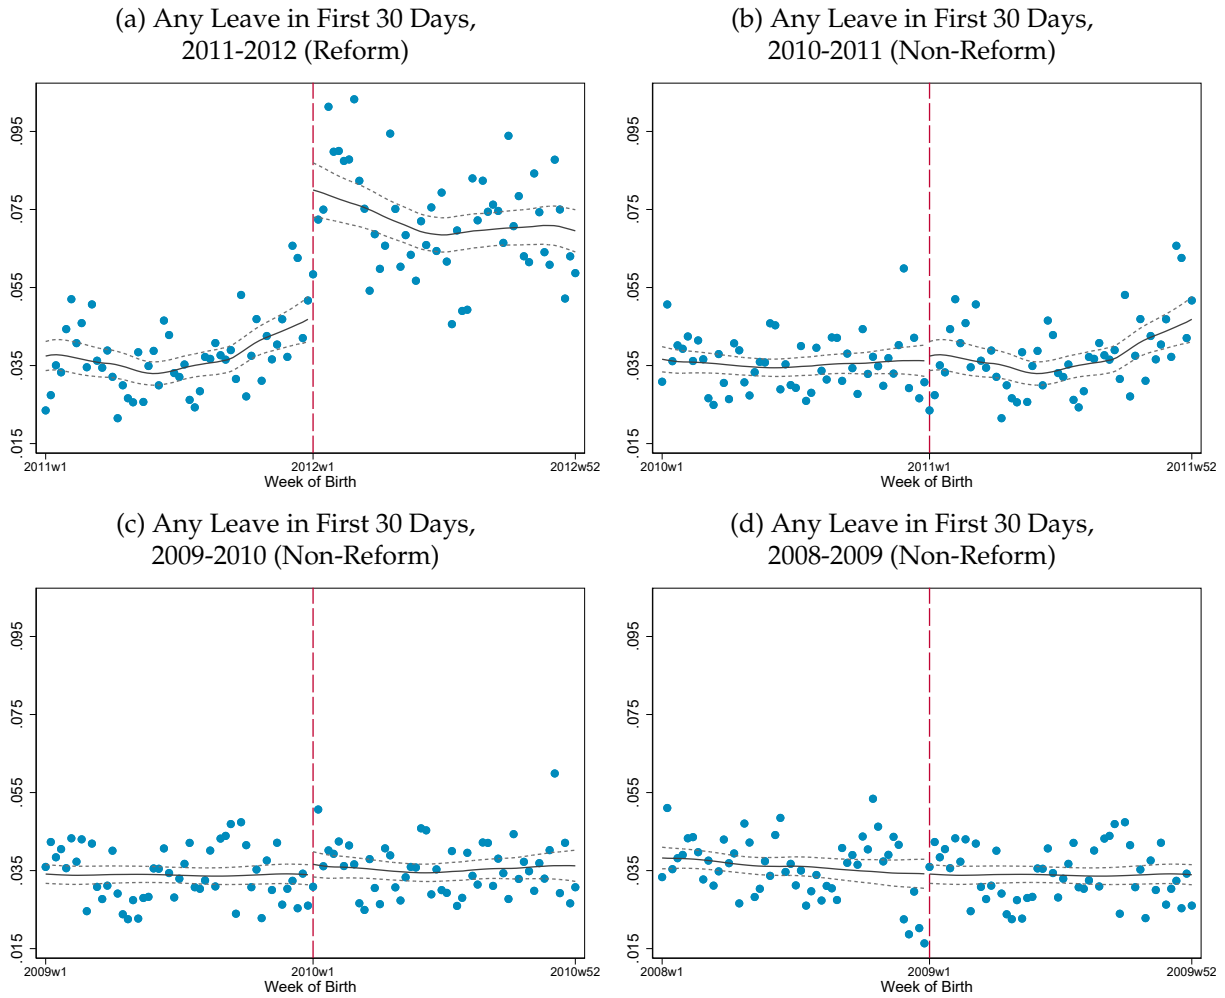 (a) Any Leave in First 30 Days,
2011-2012 (Reform)
.095
.075
.055
.035
.015
2011w1
2012w1
2012w52
Week of Birth
(b) Any Leave in First 30 Days,
2010-2011 (Non-Reform)
.095
.075
.055
.035
.015
2010w1
2011w1
2011w52
Week of Birth
(c) Any Leave in First 30 Days,
2009-2010 (Non-Reform)
.095
.075
.055
.035
.015
2009w1
2010w1
2010w52
Week of Birth
(d) Any Leave in First 30 Days,
2008-2009 (Non-Reform)
.095
.075
.055
.035
.015
2008w1
2009w1
2009w52
Week of Birth